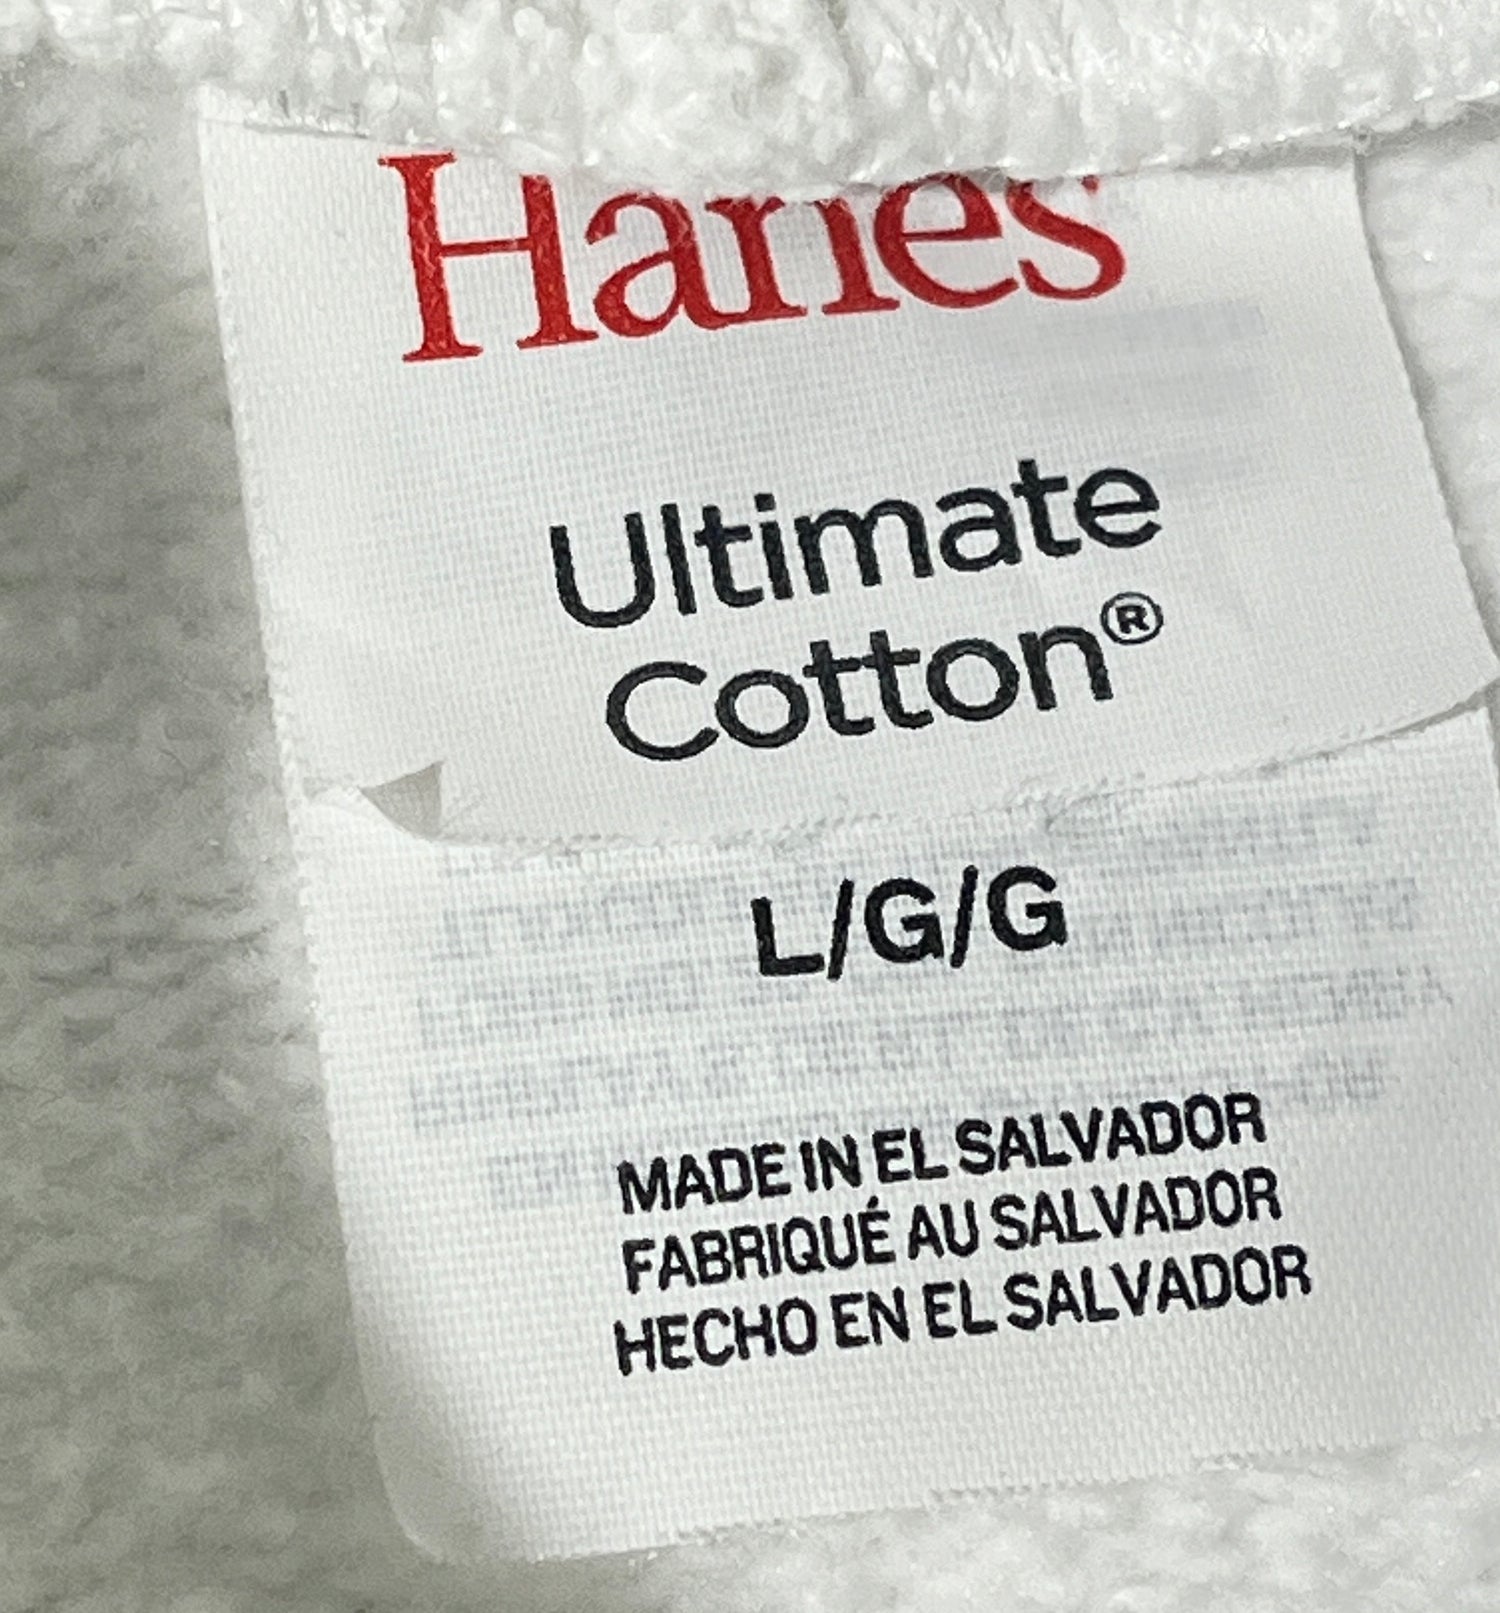 Hanes
Ultimate
Cotton®
L/G/G
MADE IN EL SALVADOR
FABRIQUÉ AU SALVADOR
HECHO EN EL SALVADOR